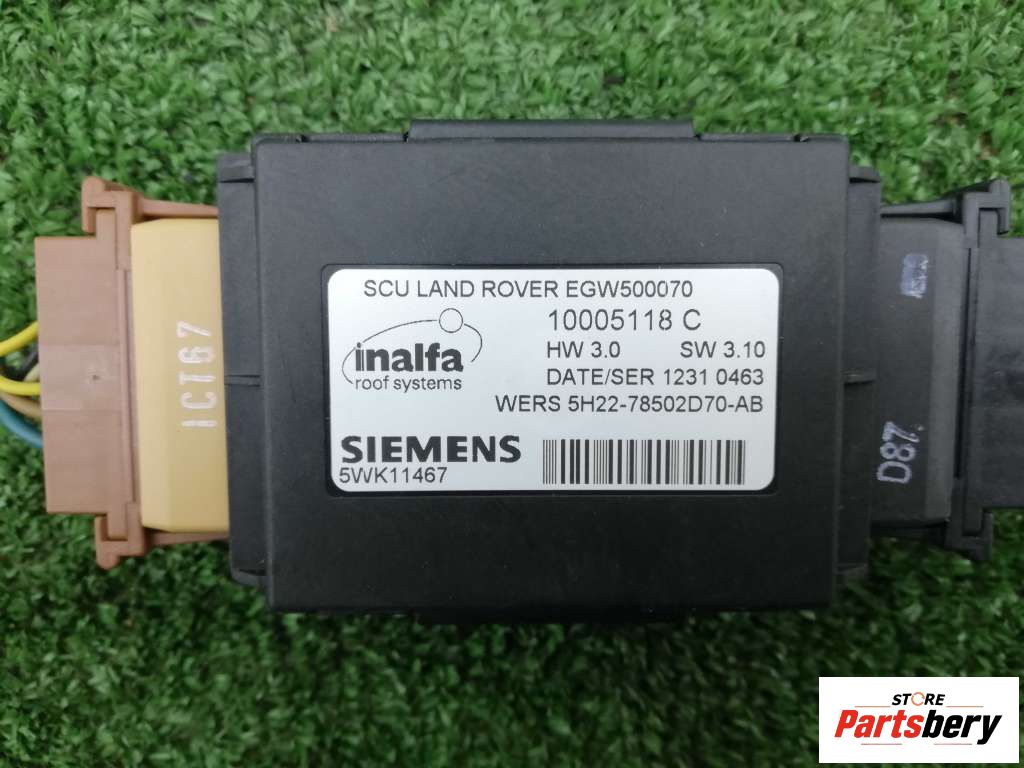 SCU LAND ROVER EGW500070
10005118 C
inalfa
roof systems
HW 3.0 SW 3.10
DATE/SER 1231 0463
WERS 5H22-78502D70-AB
SIEMENS
5WK11467
ICT67
D87
STORE
Partsbery